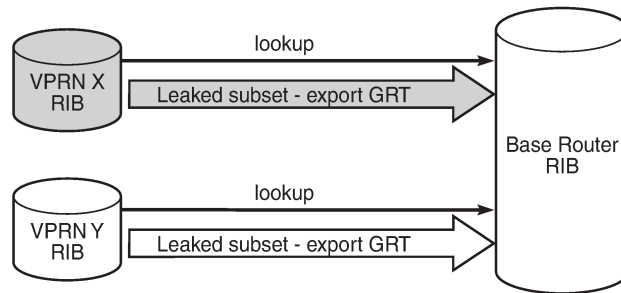 lookup
VPRN X
RIB
Leaked subset - export GRT
Base Router
RIB
lookup
VPRN Y
RIB
Leaked subset - export GRT